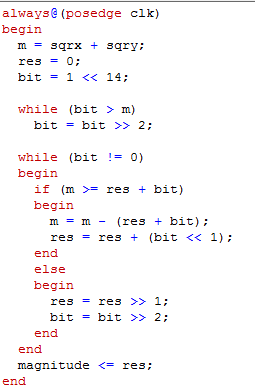 always@(posedge clk)
begin
  m = sqrx + sqry;
  res = 0;
  bit = 1 << 14;

  while (bit > m)
    bit = bit >> 2;

  while (bit != 0)
  begin
    if (m >= res + bit)
    begin
      m = m - (res + bit);
      res = res + (bit << 1);
    end
    else
    begin
      res = res >> 1;
      bit = bit >> 2;
    end
  end
  magnitude <= res;
end